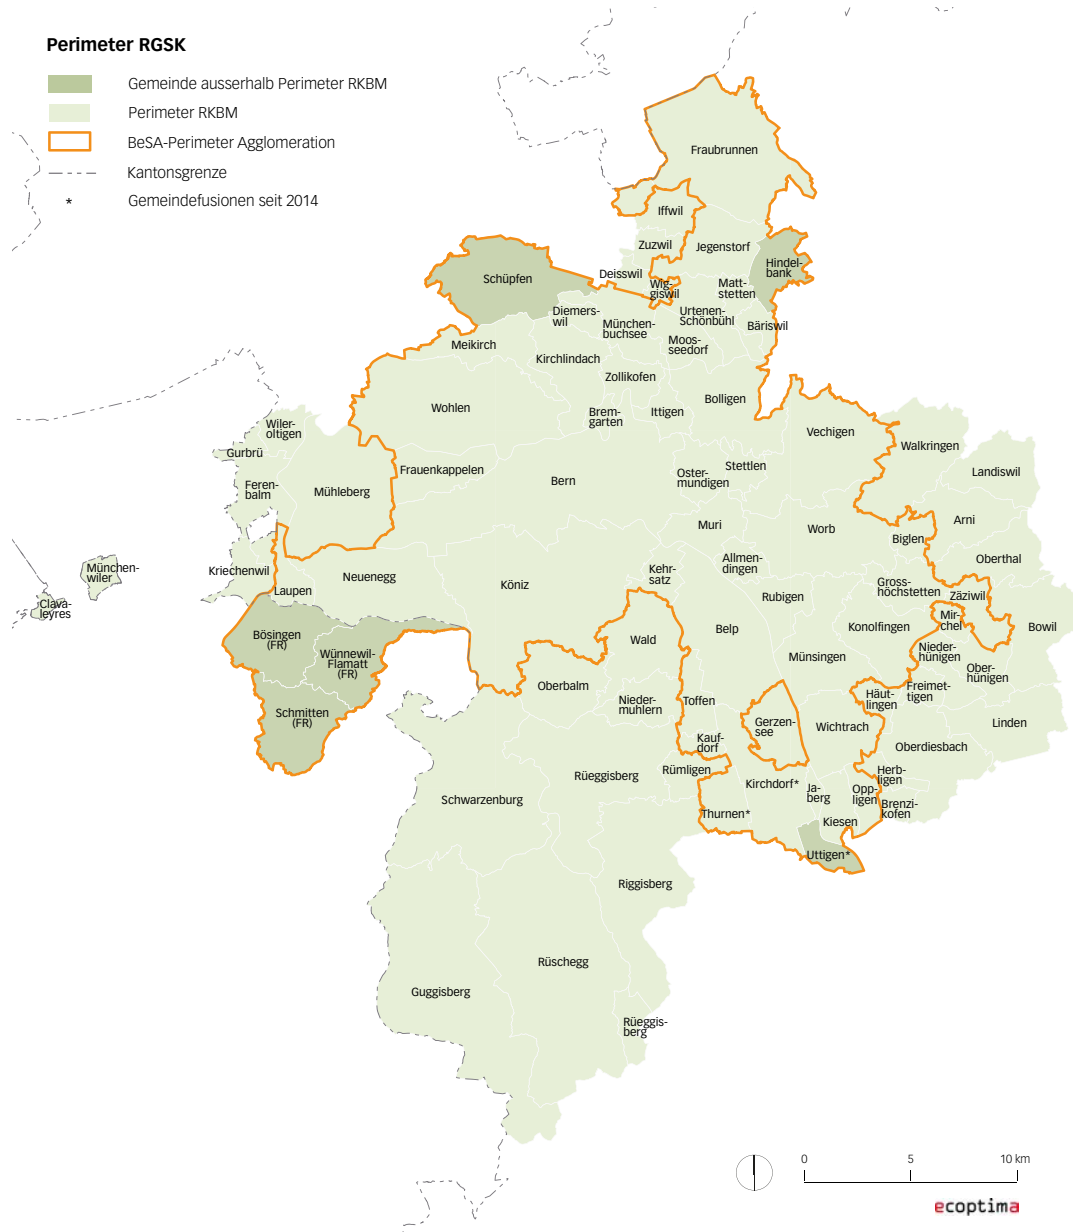 Perimeter RGSK
Gemeinde ausserhalb Perimeter RKBM
Perimeter RKBM
BeSA-Perimeter Agglomeration
Kantonsgrenze
* Gemeindefusionen seit 2014
Fraubrunnen
Iffwil
Zuzwil
Jegenstorf
Hindel-
bank
Schüpfen
Deisswil
Wig-
giswil
Matt-
stetten
Diemers-
wil
München-
buchsee
Urtenen-
Schönbühl
Bäriswil
Meikirch
Kirchlindach
Moos-
seedorf
Zollikofen
Wohlen
Brem-
garten
Ittigen
Bolligen
Vechigen
Walkringen
Wiler-
oltigen
Gurbrü
Feren-
balm
Mühleberg
Frauenkappelen
Bern
Oster-
mundigen
Stettlen
Landiswil
Muri
Worb
Arni
Biglen
Oberthal
München-
wiler
Clava-
leyres
Kriechenwil
Laupen
Neuenegg
Köniz
Kehr-
satz
Allmen-
dingen
Rubigen
Gross-
höchstetten
Zäziwil
Mir-
chel
Bowil
Bösingen
(FR)
Wünnewil-
Flamatt
(FR)
Schmitten
(FR)
Wald
Belp
Konolfingen
Münsingen
Nieder-
hünigen
Ober-
hünigen
Oberbalm
Nieder-
muhlern
Toffen
Häut-
lingen
Freimet-
tigen
Gerzen-
see
Wichtrach
Linden
Kauf-
dorf
Oberdiesbach
Rüeggisberg
Rümligen
Kirchdorf*
Ja-
berg
Opp-
ligen
Herb-
ligen
Brenzi-
kofen
Schwarzenburg
Thurnen*
Kiesen
Uttigen*
Riggisberg
Rüschegg
Guggisberg
Rüeggis-
berg
0 5 10 km
ecoptima